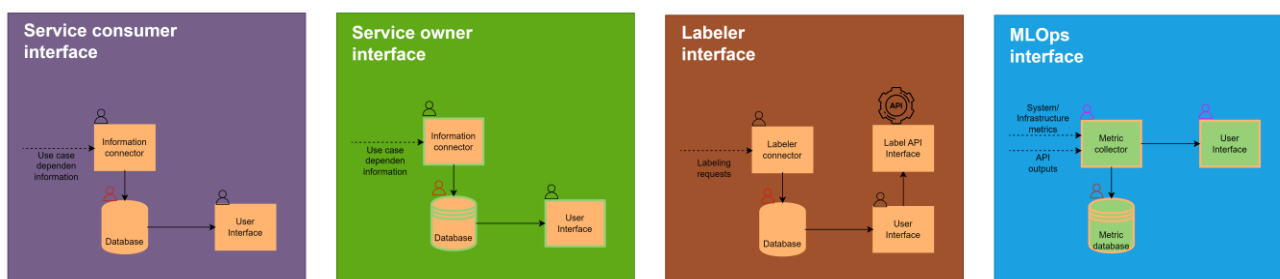 Service consumer
interface
Information
connector
Use case
dependen
information
Database
User
Interface
Service owner
interface
Information
connector
Use case
dependen
information
Database
User
Interface
Labeler
interface
API
Labeler
connector
Label API
Interface
Labeling
requests
Database
User
Interface
MLOps
interface
System/
Infrastructure
metrics
Metric
collector
User
Interface
API
outputs
Metric
database